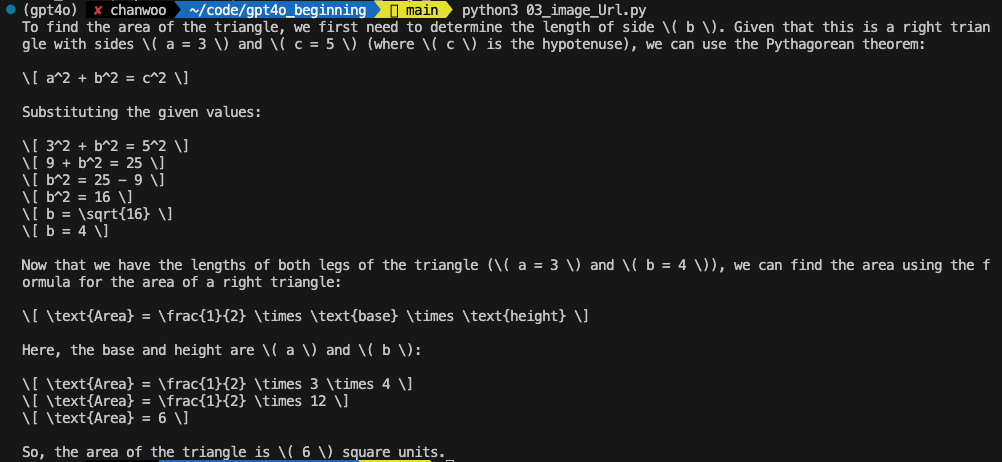 (gpt4o) ✘ chanwoo ~/code/gpt4o_beginning main python3 03_image_Url.py
To find the area of the triangle, we first need to determine the length of side \( b \). Given that this is a right trian
gle with sides \( a = 3 \) and \( c = 5 \) (where \( c \) is the hypotenuse), we can use the Pythagorean theorem:
\[ a^2 + b^2 = c^2 \]
Substituting the given values:
\[ 3^2 + b^2 = 5^2 \]
\[ 9 + b^2 = 25 \]
\[ b^2 = 25 - 9 \]
\[ b^2 = 16 \]
\[ b = \sqrt{16} \]
\[ b = 4 \]
Now that we have the lengths of both legs of the triangle (\( a = 3 \) and \( b = 4 \)), we can find the area using the f
ormula for the area of a right triangle:
\[ \text{Area} = \frac{1}{2} \times \text{base} \times \text{height} \]
Here, the base and height are \( a \) and \( b \):
\[ \text{Area} = \frac{1}{2} \times 3 \times 4 \]
\[ \text{Area} = \frac{1}{2} \times 12 \]
\[ \text{Area} = 6 \]
So, the area of the triangle is \( 6 \) square units.